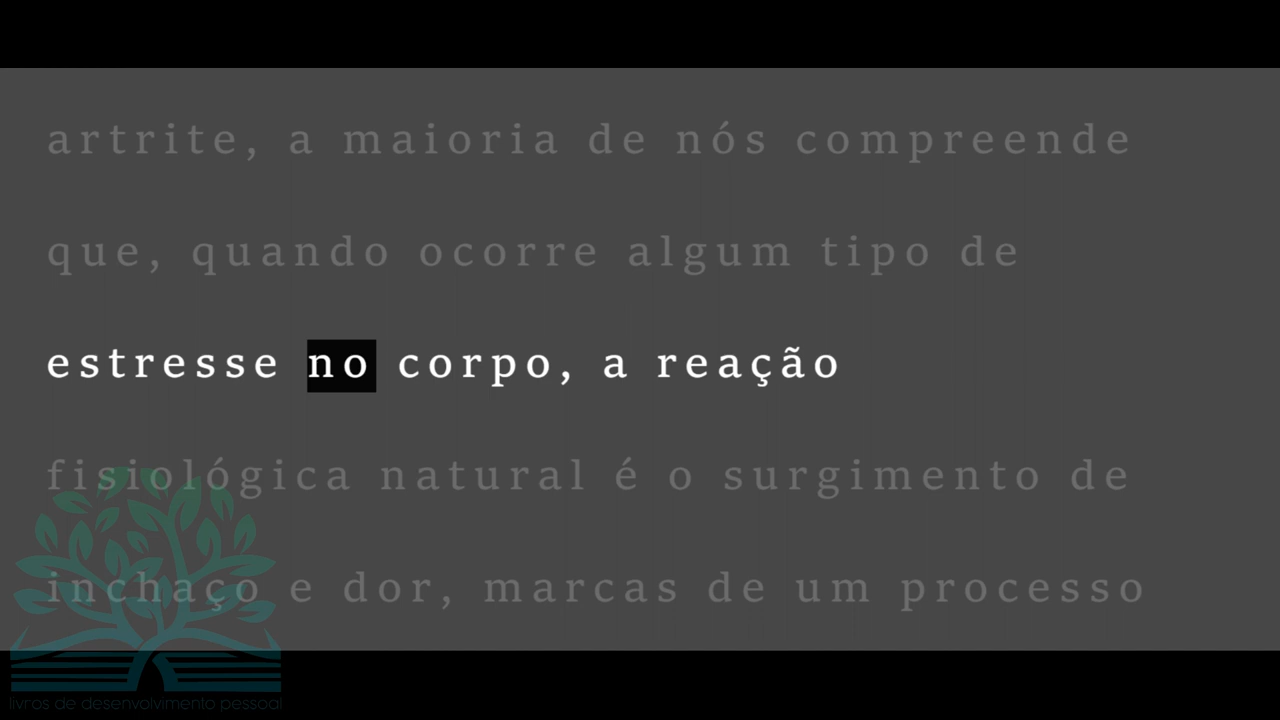 artrite, a maioria de nós compreende
que, quando ocorre algum tipo de
estresse no corpo, a reação
fisiológica natural é o surgimento de
inchaço e dor, marcas de um processo
livros de desenvolvimento pessoal